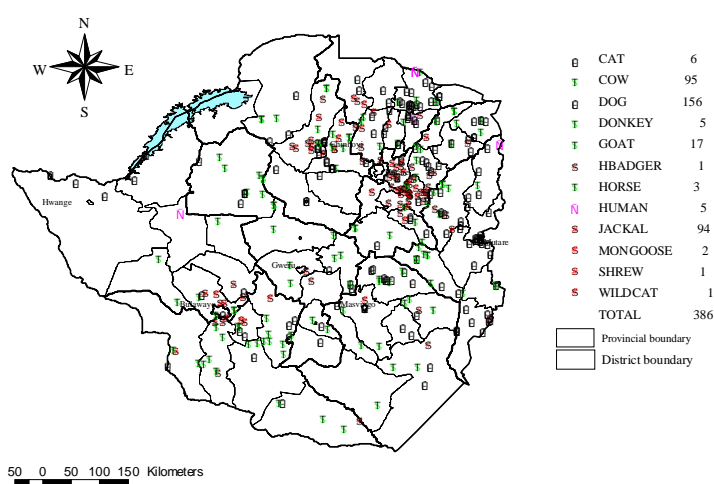 N
W E
S
CAT 6
COW 95
DOG 156
DONKEY 5
GOAT 17
HBADGER 1
HORSE 3
Ñ HUMAN 5
JACKAL 94
MONGOOSE 2
SHREW 1
WILDCAT 1
TOTAL 386
Provincial boundary
District boundary
Chinhoyi
Hwange
Mutare
Gweru
Bulawayo
Masvingo
50 0 50 100 150 Kilometers